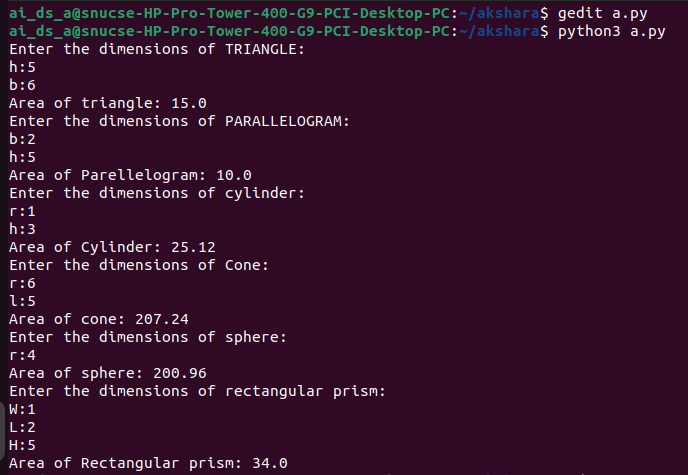 ai_ds_a@snucse-HP-Pro-Tower-400-G9-PCI-Desktop-PC:~/akshara$ gedit a.py
ai_ds_a@snucse-HP-Pro-Tower-400-G9-PCI-Desktop-PC:~/akshara$ python3 a.py
Enter the dimensions of TRIANGLE:
h:5
b:6
Area of triangle: 15.0
Enter the dimensions of PARALLELOGRAM:
b:2
h:5
Area of Parellelogram: 10.0
Enter the dimensions of cylinder:
r:1
h:3
Area of Cylinder: 25.12
Enter the dimensions of Cone:
r:6
l:5
Area of cone: 207.24
Enter the dimensions of sphere:
r:4
Area of sphere: 200.96
Enter the dimensions of rectangular prism:
W:1
L:2
H:5
Area of Rectangular prism: 34.0